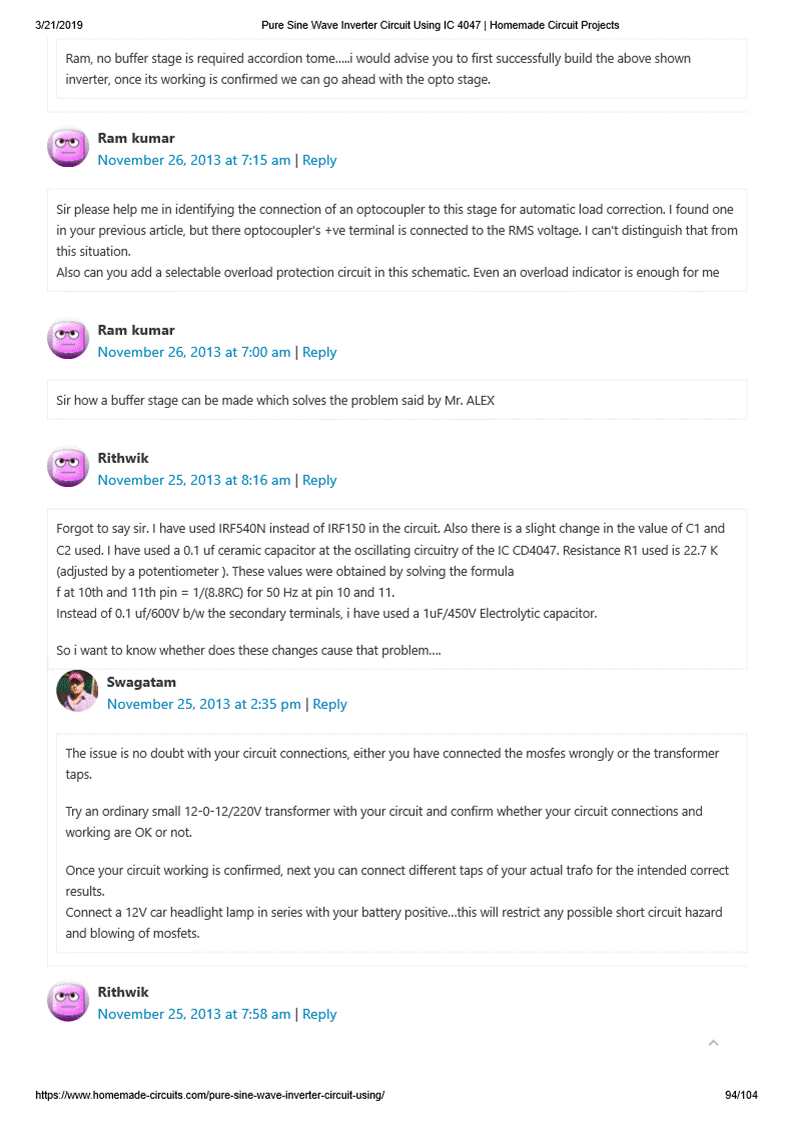 3/21/2019
Pure Sine Wave Inverter Circuit Using IC 4047 | Homemade Circuit Projects
Ram, no buffer stage is required accordion tome…..i would advise you to first successfully build the above shown
inverter, once its working is confirmed we can go ahead with the opto stage.
Ram kumar
November 26, 2013 at 7:15 am | Reply
Sir please help me in identifying the connection of an optocoupler to this stage for automatic load correction. I found one
in your previous article, but there optocoupler's +ve terminal is connected to the RMS voltage. I can't distinguish that from
this situation.
Also can you add a selectable overload protection circuit in this schematic. Even an overload indicator is enough for me
Ram kumar
November 26, 2013 at 7:00 am | Reply
Sir how a buffer stage can be made which solves the problem said by Mr. ALEX
Rithwik
November 25, 2013 at 8:16 am | Reply
Forgot to say sir. I have used IRF540N instead of IRF150 in the circuit. Also there is a slight change in the value of C1 and
C2 used. I have used a 0.1 uf ceramic capacitor at the oscillating circuitry of the IC CD4047. Resistance R1 used is 22.7 K
(adjusted by a potentiometer ). These values were obtained by solving the formula
f at 10th and 11th pin = 1/(8.8RC) for 50 Hz at pin 10 and 11.
Instead of 0.1 uf/600V b/w the secondary terminals, i have used a 1uF/450V Electrolytic capacitor.
So i want to know whether does these changes cause that problem….
Swagatam
November 25, 2013 at 2:35 pm | Reply
The issue is no doubt with your circuit connections, either you have connected the mosfes wrongly or the transformer
taps.
Try an ordinary small 12-0-12/220V transformer with your circuit and confirm whether your circuit connections and
working are OK or not.
Once your circuit working is confirmed, next you can connect different taps of your actual trafo for the intended correct
results.
Connect a 12V car headlight lamp in series with your battery positive…this will restrict any possible short circuit hazard
and blowing of mosfets.
Rithwik
November 25, 2013 at 7:58 am | Reply
https://www.homemade-circuits.com/pure-sine-wave-inverter-circuit-using/
94/104